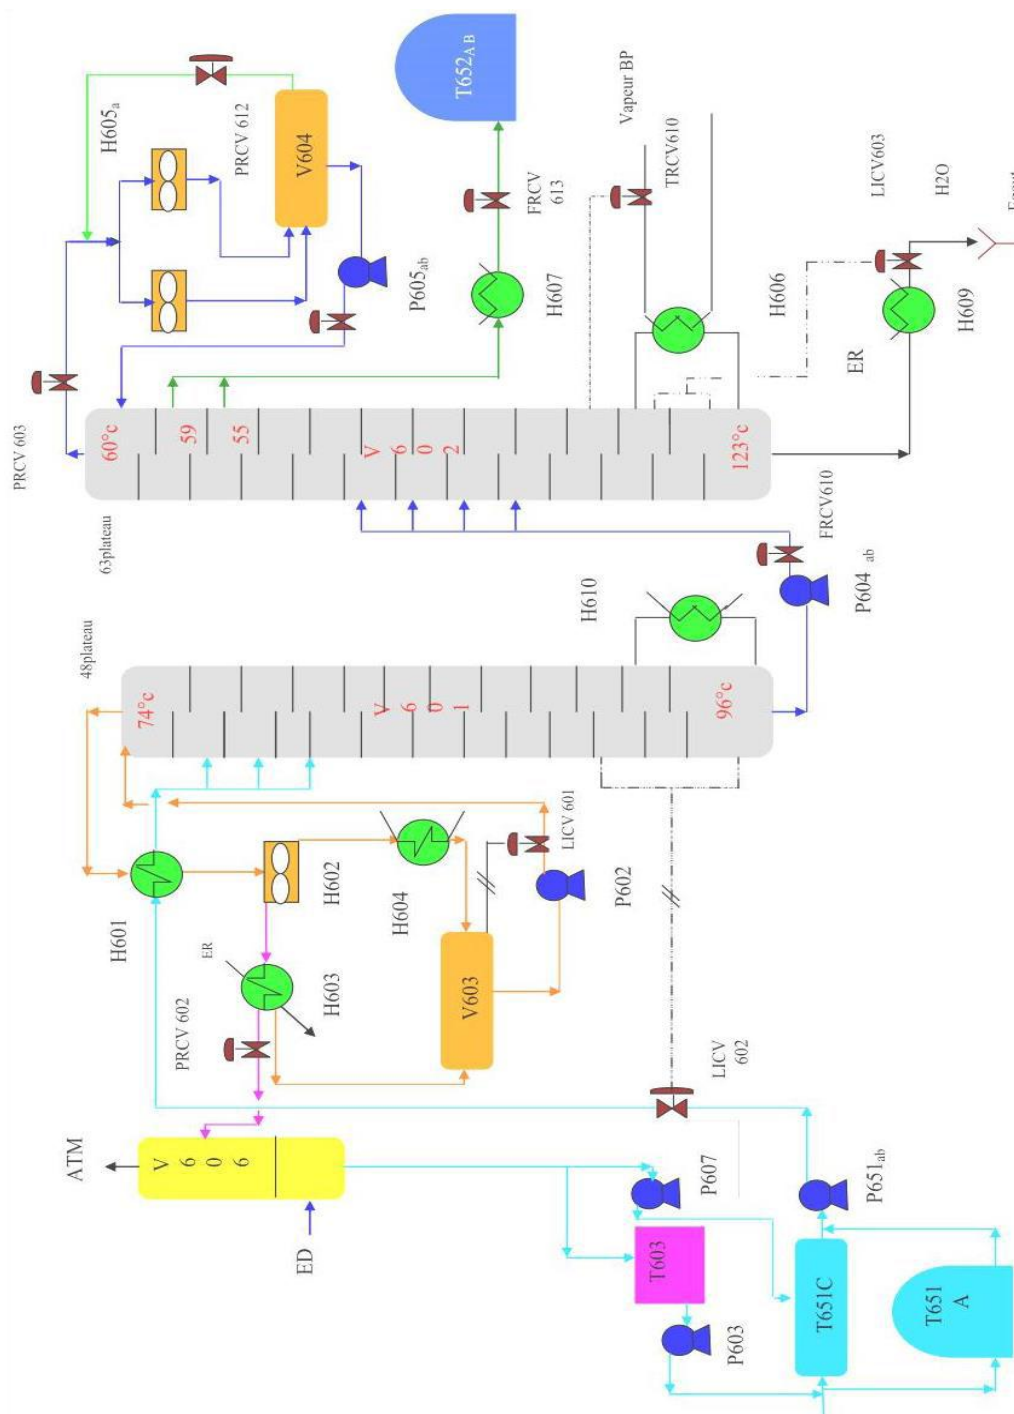 H605a
PRCV 612
V604
T652AB
Vapeur BP
TRCV610
LICV603
H2O
FRCV
613
P605ab
H607
H606
H609
ER
PRCV 603
60°c
59
55
V
6
0
2
123°c
63plateau
FRCV610
P604 ab
H610
48plateau
74°c
V
6
0
1
96°c
H601
H602
H604
LICV 601
P602
ER
H603
V603
PRCV 602
LICV
602
ATM
V
6
0
6
ED
P607
P651ab
T603
P603
T651C
T651
A